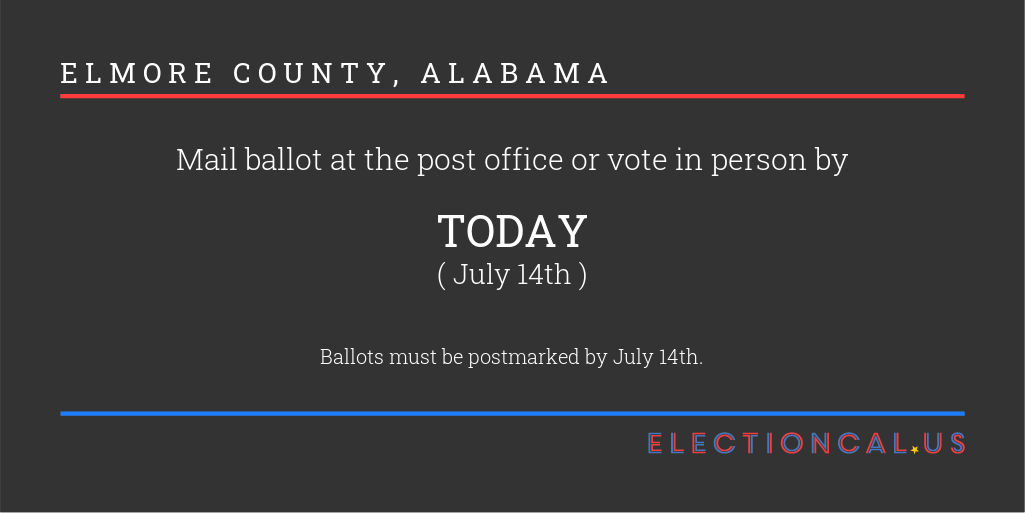 ELMORE COUNTY, ALABAMA
Mail ballot at the post office or vote in person by
TODAY
( July 14th )
Ballots must be postmarked by July 14th.
ELECTIONCAL.US